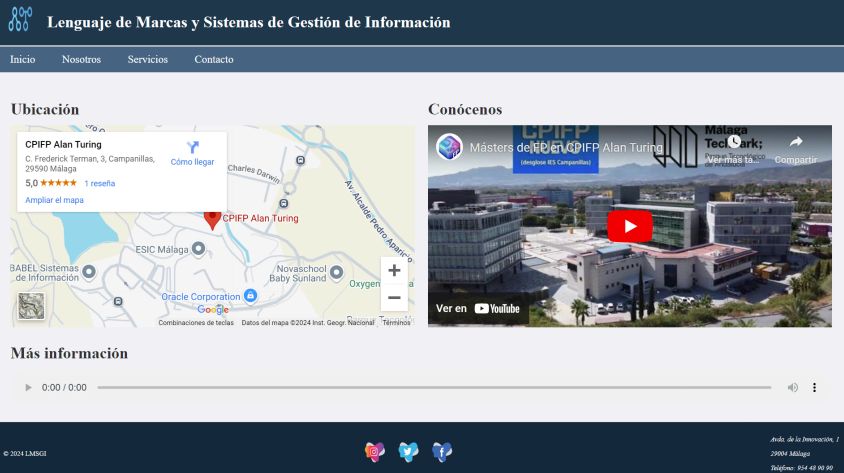 Lenguaje de Marcas y Sistemas de Gestión de Información
Inicio Nosotros Servicios Contacto
Ubicación
CPIFP Alan Turing
C. Frederick Terman, 3, Campanillas,
29590 Málaga
Cómo llegar
5,0 1 reseña
Ampliar el mapa
Charles Darwin
Av. Alcalde Pedro Aparicio
CPIFP Alan Turing
ESIC Málaga
BABEL Sistemas
de Información
Novaschool
Baby Sunland
Oracle Corporation
Google
Combinaciones de teclas Datos del mapa ©2024 Inst. Geogr. Nacional Términos
Conócenos
CPIFP
(desglose IES Campanillas)
Másters de FP en CPIFP Alan Turing
Málaga
TechPark;
Ver más ta...
Compartir
Ver en YouTube
Más información
0:00 / 0:00
© 2024 LMSGI
Avda. de la Innovación, 1
29004 Málaga
Teléfono: 954 48 90 90